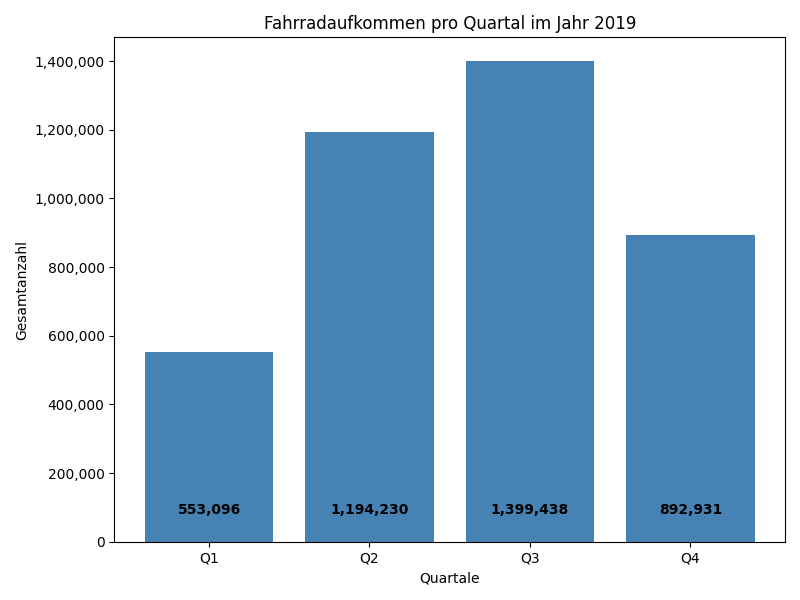 Fahrradaufkommen pro Quartal im Jahr 2019
Gesamtanzahl
1,400,000
1,200,000
1,000,000
800,000
600,000
400,000
200,000
0
553,096
1,194,230
1,399,438
892,931
Q1
Q2
Q3
Q4
Quartale